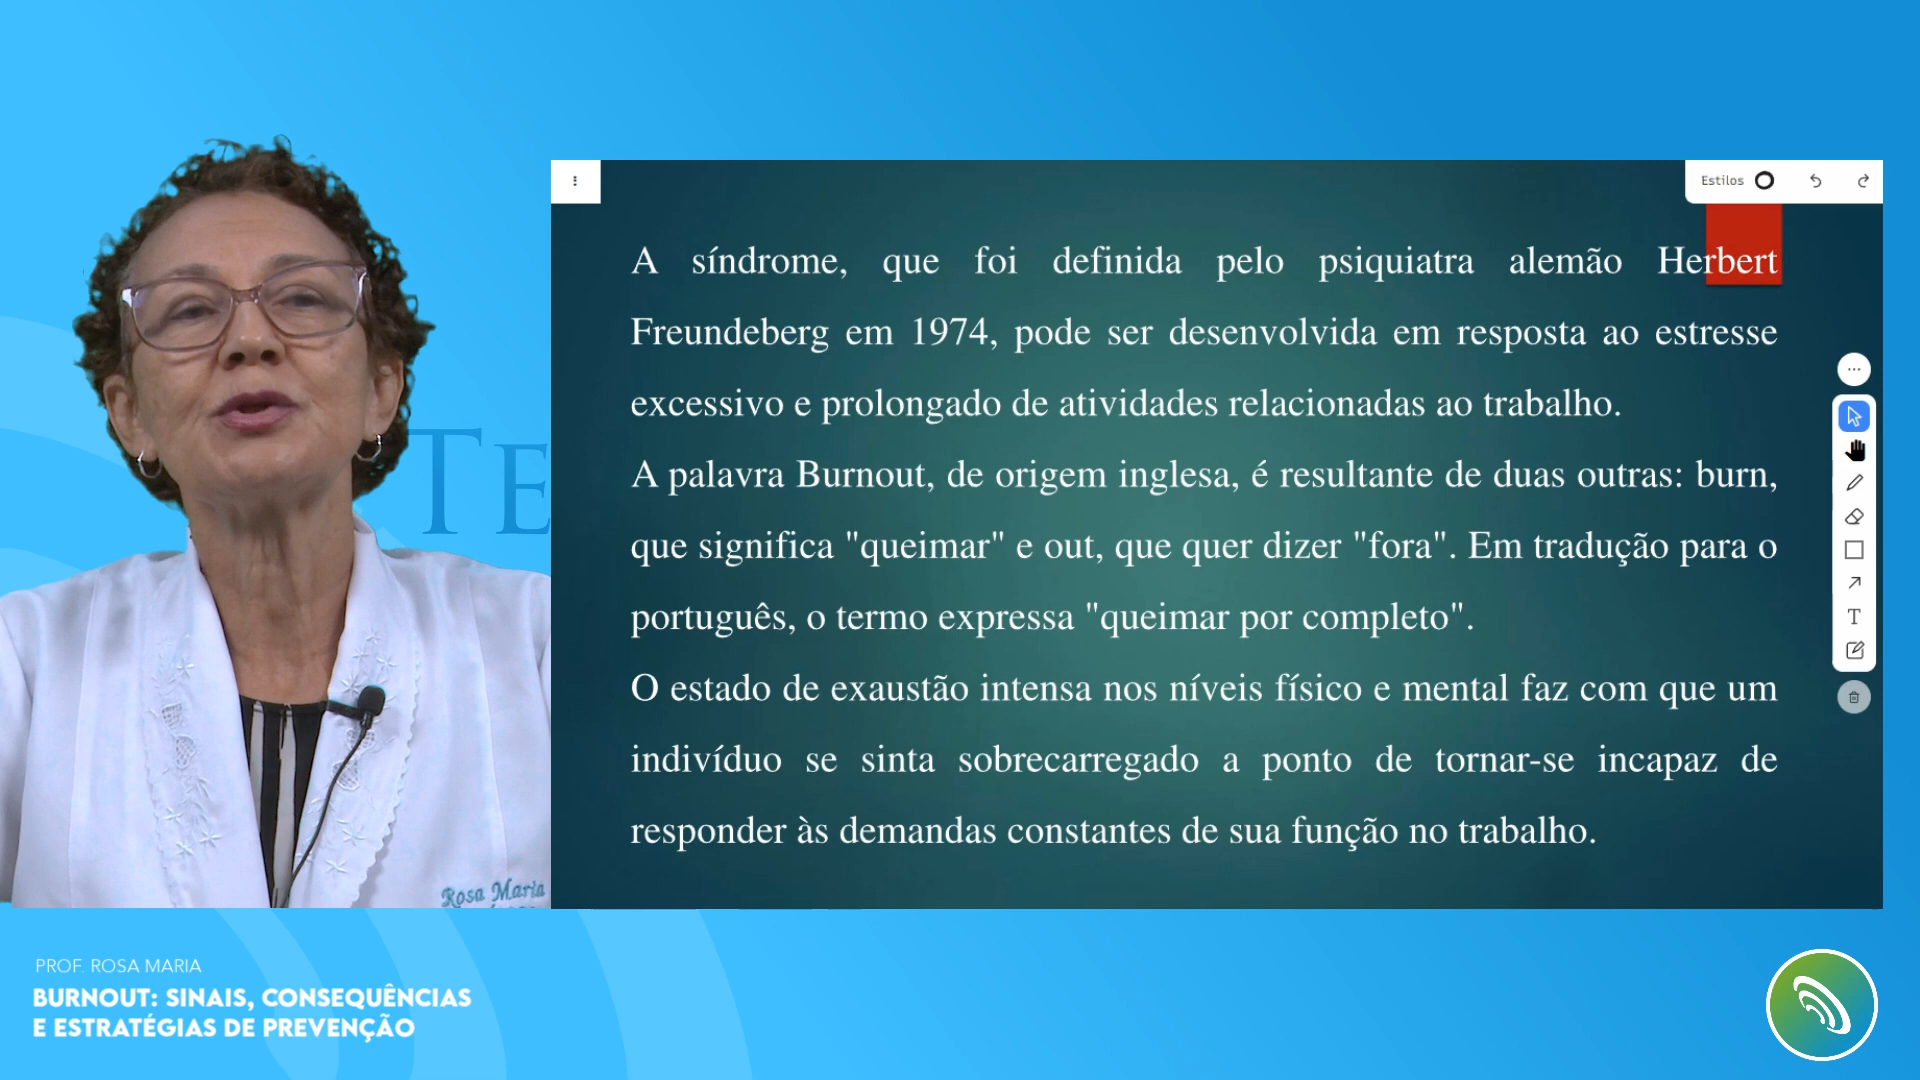 Estilos
A síndrome, que foi definida pelo psiquiatra alemão Herbert
Freundeberg em 1974, pode ser desenvolvida em resposta ao estresse
excessivo e prolongado de atividades relacionadas ao trabalho.
A palavra Burnout, de origem inglesa, é resultante de duas outras: burn,
que significa "queimar" e out, que quer dizer "fora". Em tradução para o
português, o termo expressa "queimar por completo".
O estado de exaustão intensa nos níveis físico e mental faz com que um
indivíduo se sinta sobrecarregado a ponto de tornar-se incapaz de
responder às demandas constantes de sua função no trabalho.
T
TE
Rosa Maria
PROF. ROSA MARIA
BURNOUT: SINAIS, CONSEQUÊNCIAS
E ESTRATÉGIAS DE PREVENÇÃO